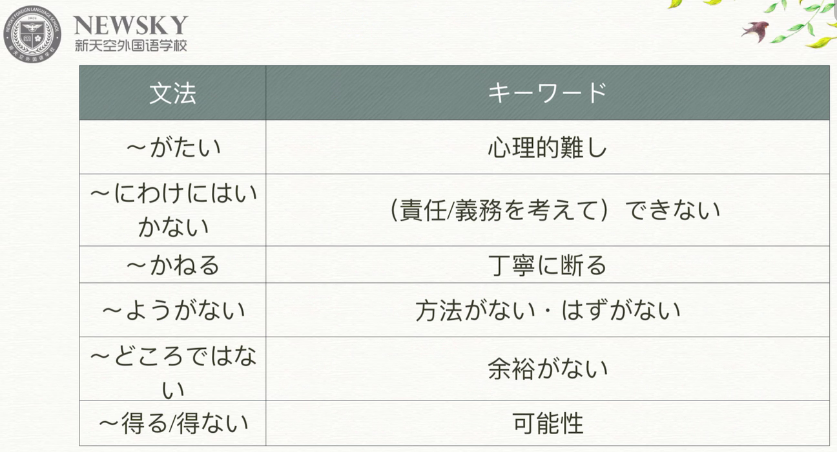 NEWSKY
新天空外国语学校
文法
キーワード
～がたい
心理的難し
～にわけにはい
かない
（責任/義務を考えて）できない
～かねる
丁寧に断る
～ようがない
方法がない・はずがない
～どころではな
い
余裕がない
～得る/得ない
可能性